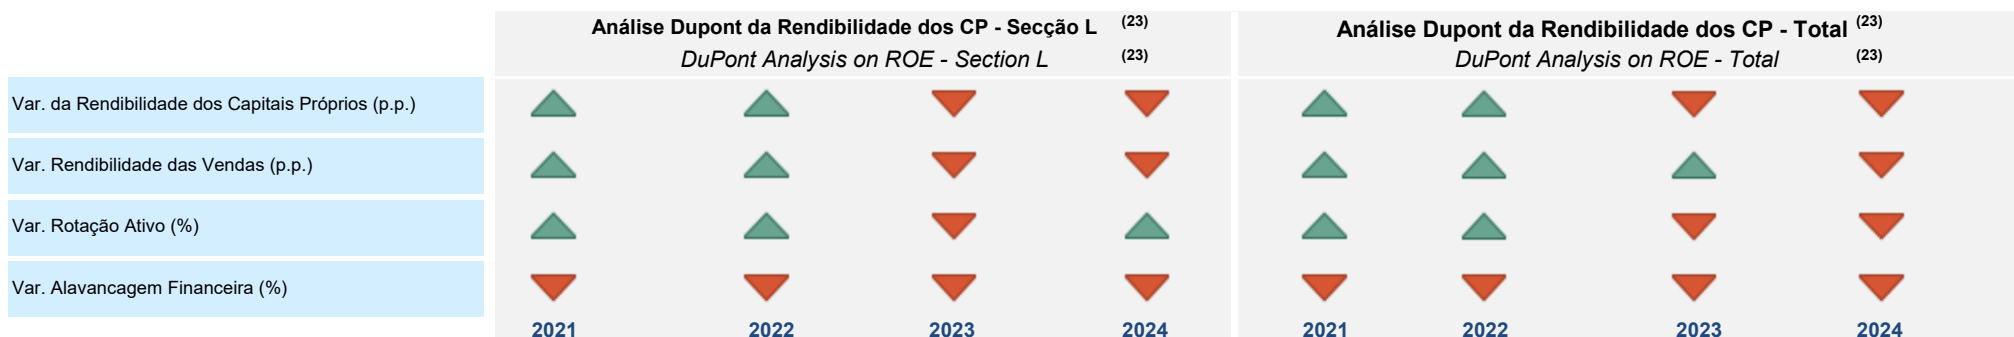 Análise Dupont da Rendibilidade dos CP - Secção L (23)
DuPont Analysis on ROE - Section L (23)
Análise Dupont da Rendibilidade dos CP - Total (23)
DuPont Analysis on ROE - Total (23)
Var. da Rendibilidade dos Capitais Próprios (p.p.)
Var. Rendibilidade das Vendas (p.p.)
Var. Rotação Ativo (%)
Var. Alavancagem Financeira (%)
2021 2022 2023 2024 2021 2022 2023 2024